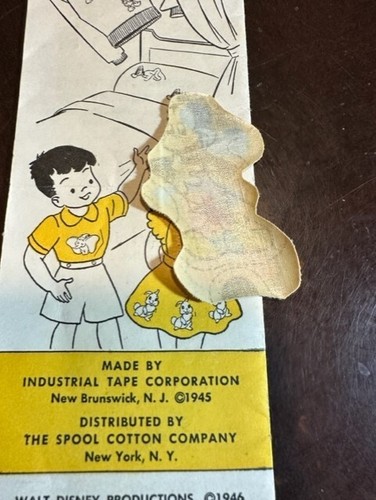 MADE BY
INDUSTRIAL TAPE CORPORATION
New Brunswick, N. J. ©1945
DISTRIBUTED BY
THE SPOOL COTTON COMPANY
New York, N. Y.
WALT DISNEY PRODUCTIONS ©1946